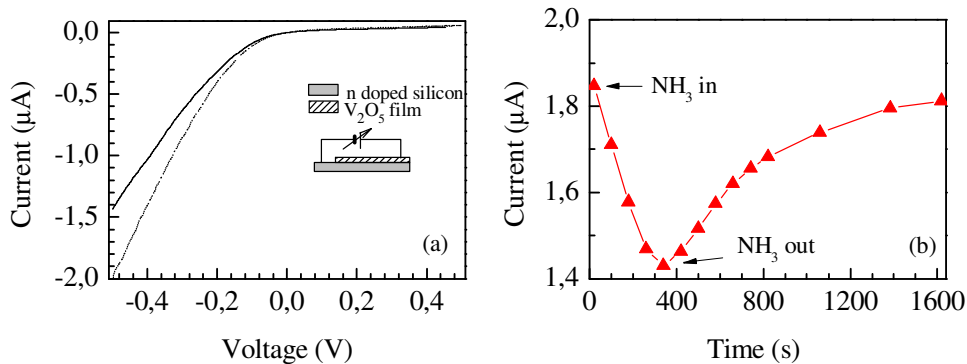 0,0
-0,5
-1,0
-1,5
-2,0
-0,4 -0,2 0,0 0,2 0,4
Current (μA)
Voltage (V)
n doped silicon
V₂O₅ film
(a)
2,0
1,8
1,6
1,4
0 400 800 1200 1600
Current (μA)
Time (s)
NH₃ in
NH₃ out
(b)